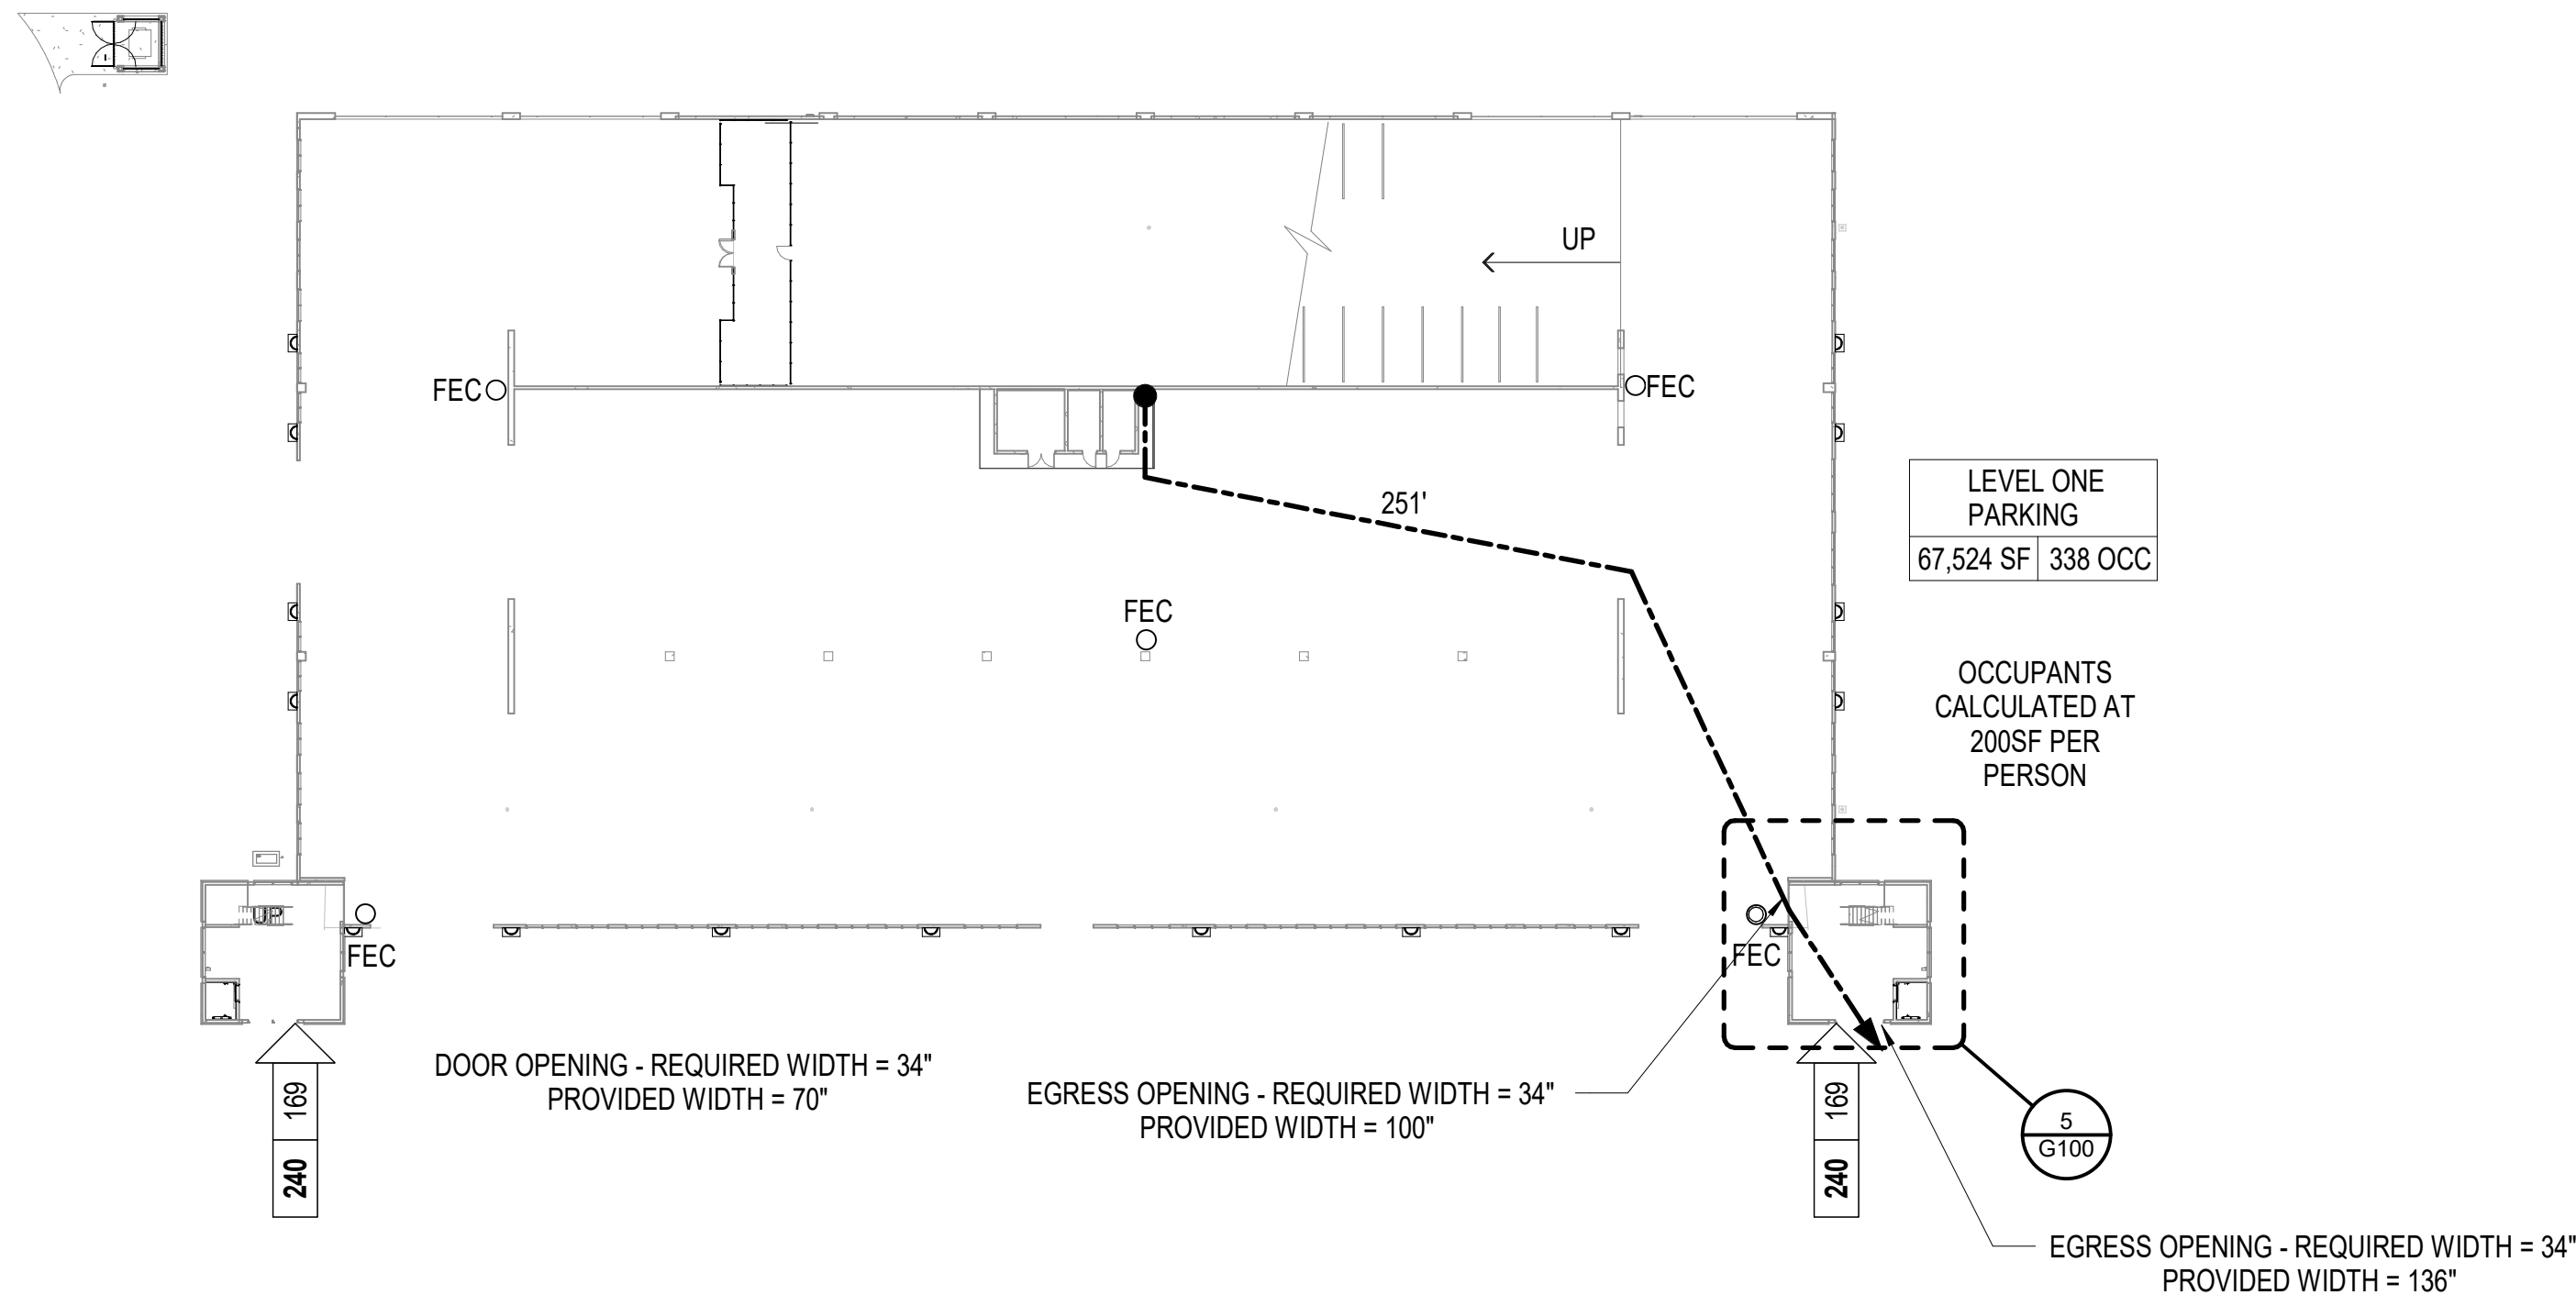 UP
FEC
FEC
251'
LEVEL ONE
PARKING
67,524 SF
338 OCC
FEC
OCCUPANTS
CALCULATED AT
200SF PER
PERSON
FEC
FEC
DOOR OPENING - REQUIRED WIDTH = 34"
PROVIDED WIDTH = 70"
EGRESS OPENING - REQUIRED WIDTH = 34"
PROVIDED WIDTH = 100"
169
240
169
240
5
G100
EGRESS OPENING - REQUIRED WIDTH = 34"
PROVIDED WIDTH = 136"